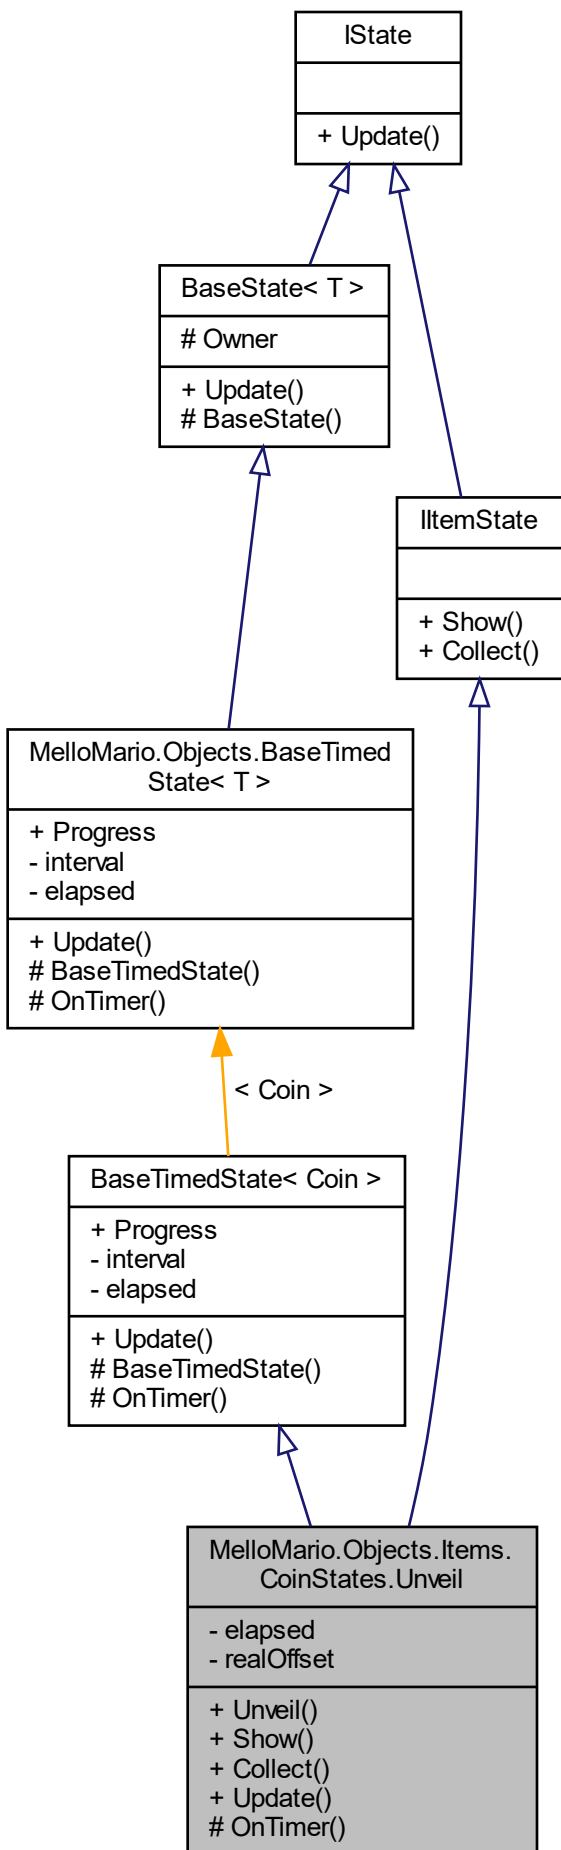 IState
+ Update()
BaseState< T >
# Owner
+ Update()
# BaseState()
IItemState
+ Show()
+ Collect()
MelloMario.Objects.BaseTimed
State< T >
+ Progress
- interval
- elapsed
+ Update()
# BaseTimedState()
# OnTimer()
< Coin >
BaseTimedState< Coin >
+ Progress
- interval
- elapsed
+ Update()
# BaseTimedState()
# OnTimer()
MelloMario.Objects.Items.
CoinStates.Unveil
- elapsed
- realOffset
+ Unveil()
+ Show()
+ Collect()
+ Update()
# OnTimer()